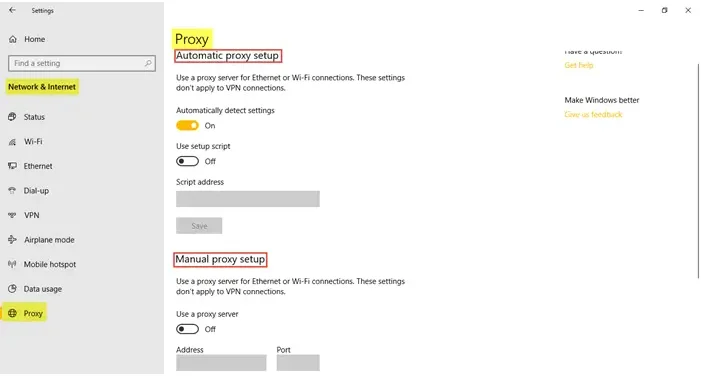 Settings
Home
Find a setting
Network & Internet
Status
Wi-Fi
Ethernet
Dial-up
VPN
Airplane mode
Mobile hotspot
Data usage
Proxy
Proxy
Automatic proxy setup
Use a proxy server for Ethernet or Wi-Fi connections. These settings
don't apply to VPN connections.
Automatically detect settings
On
Use setup script
Off
Script address
Save
Manual proxy setup
Use a proxy server for Ethernet or Wi-Fi connections. These settings
don't apply to VPN connections.
Use a proxy server
Off
Address Port
Have a question?
Get help
Make Windows better
Give us feedback